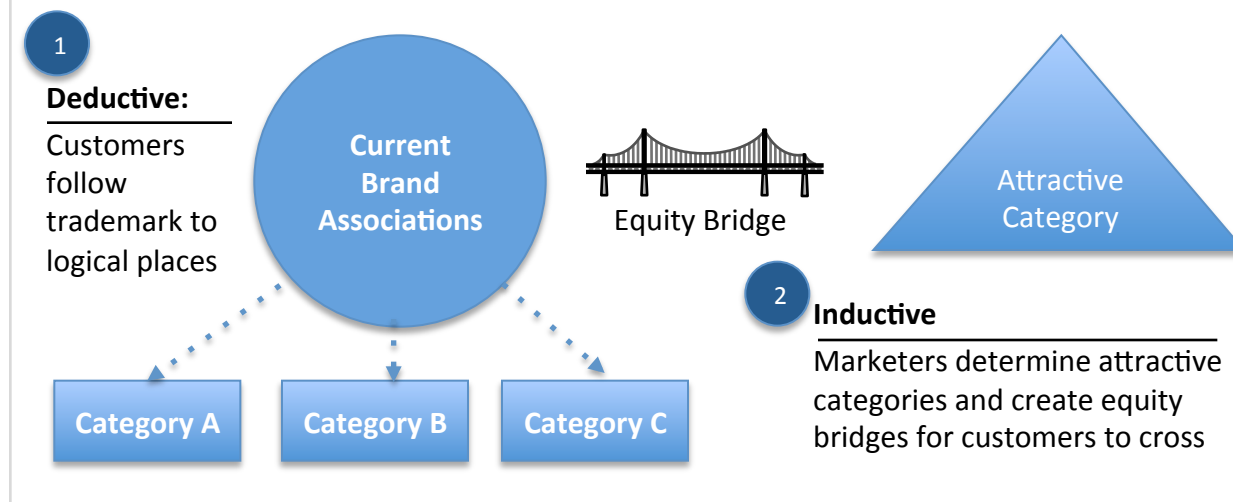 1
Deductive:
Customers
follow
trademark to
logical places
Current
Brand
Associations
Equity Bridge
Attractive
Category
Category A
Category B
Category C
2
Inductive
Marketers determine attractive
categories and create equity
bridges for customers to cross